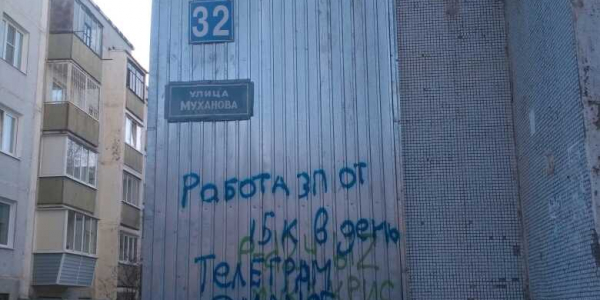 32
УЛИЦА
МУХАНОВА
Работа зп от
15к в день
Телеграм